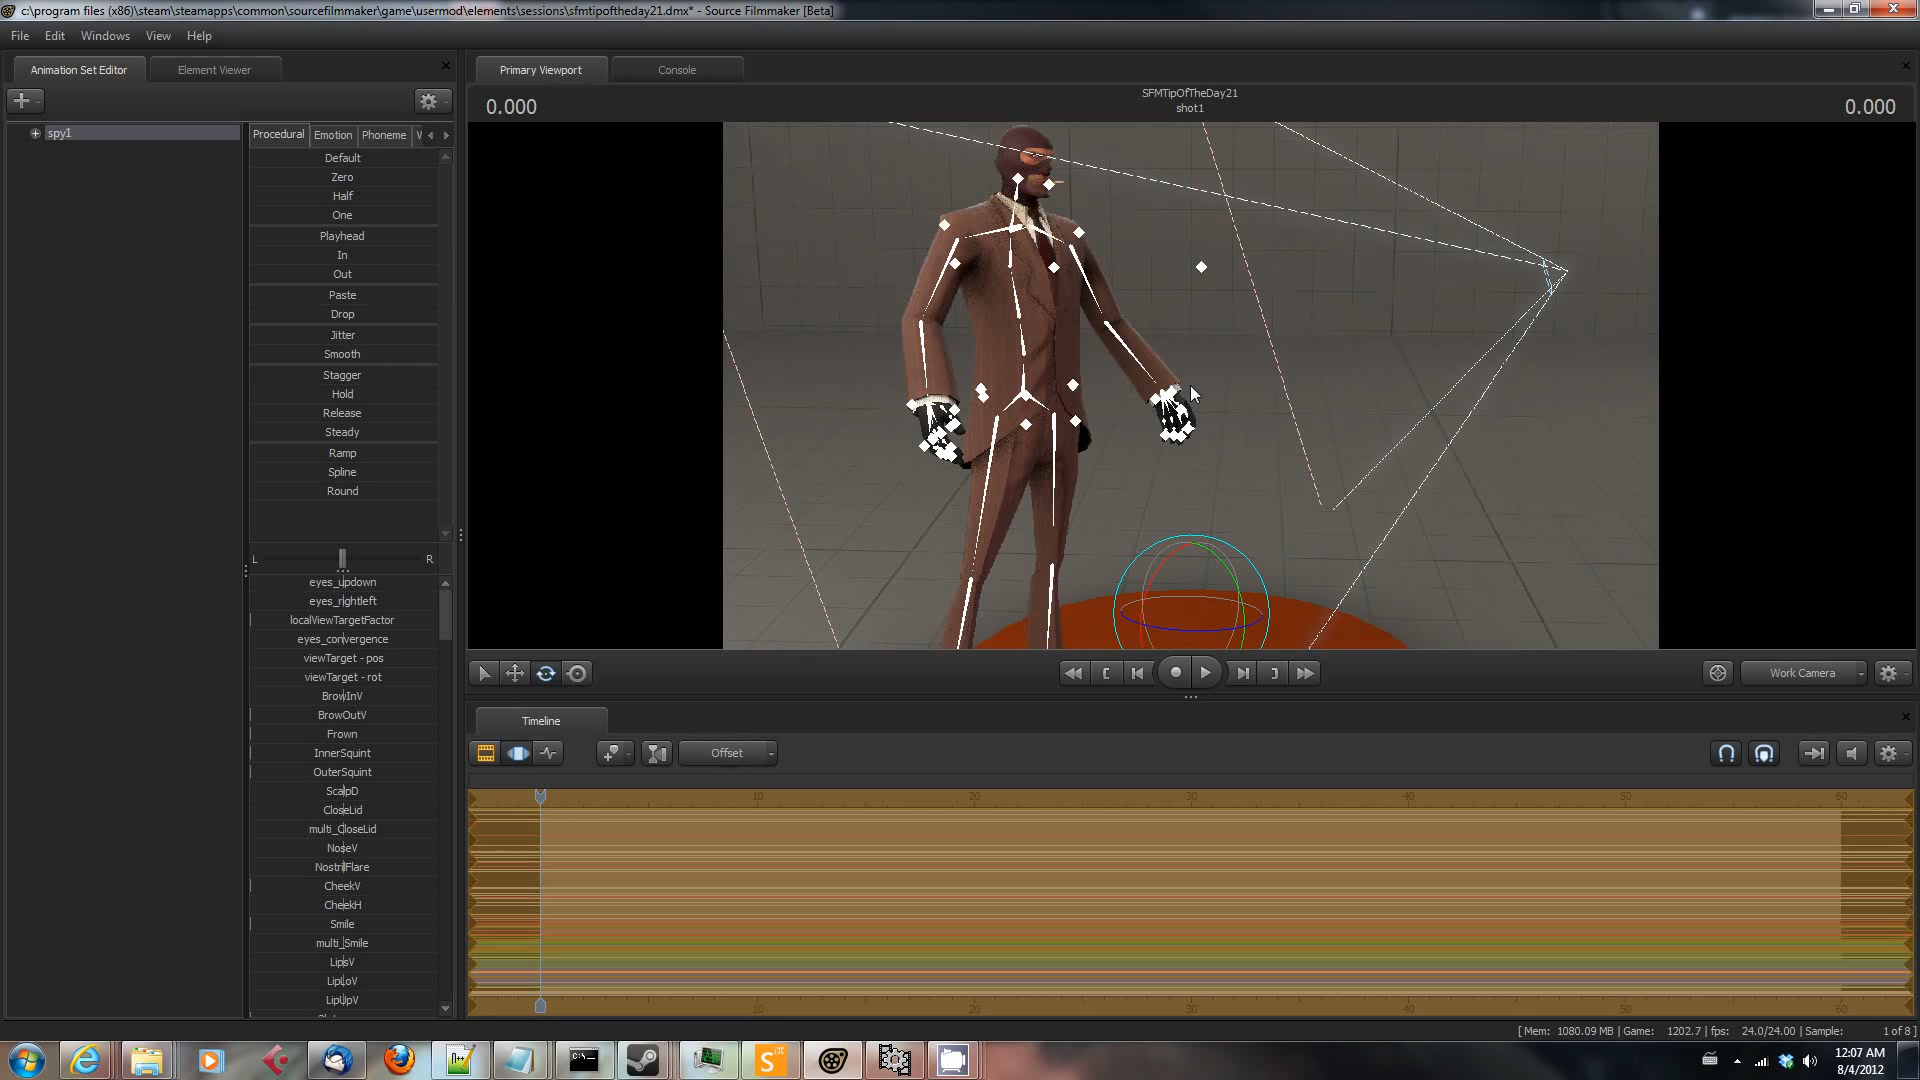 c:\program files (x86)\steam\steamapps\common\sourcefilmmaker\game\usermod\elements\sessions\sfmtipoftheday21.dmx* - Source Filmmaker [Beta]
File Edit Windows View Help
Animation Set Editor Element Viewer
Primary Viewport Console
0.000
SFMTipOfTheDay21
shot1
0.000
spy1
Procedural Emotion Phoneme
Default
Zero
Half
One
Playhead
In
Out
Paste
Drop
Jitter
Smooth
Stagger
Hold
Release
Steady
Ramp
Spline
Round
L R
eyes_updown
eyes_rightleft
localViewTargetFactor
eyes_convergence
viewTarget - pos
viewTarget - rot
BrowInV
BrowOutV
Frown
InnerSquint
OuterSquint
ScalpD
CloseLid
multi_CloseLid
NoseV
NostrilFlare
CheekV
CheekH
Smile
multi_Smile
LipsV
LipLoV
LipUpV
Work Camera
Timeline
Offset
10 20 30 40 50 60
10 20 30 40 50 60
[ Mem: 1080.09 MB | Game: 1202.7 | fps: 24.0/24.00 | Sample: 1 of 8 ]
12:07 AM
8/4/2012